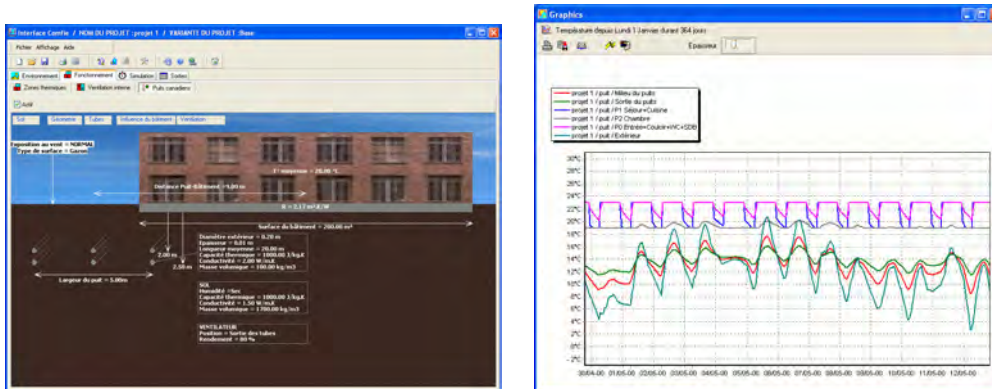 Interface Comfie / NOM DU PROJET :projet 1 / VARIANTE DU PROJET :Base
Fichier Affichage Aide
Environnement Fonctionnement Simulation Sorties
Zones thermiques Ventilation interne Puits canadiens
Actif
Sol Géométrie Tubes Influence du bâtiment Ventilation
Exposition au vent = NORMAL
Type de surface = Gazon
T° moyenne = 20.00 °C
Distance Puit-Bâtiment =4.00 m
R = 2.17 m².K/W
Surface du bâtiment = 200.00 m²
2.00 m
2.50 m
Largeur du puit = 5.00m
Diamètre extérieur = 0.20 m
Epaisseur = 0.01 m
Longueur moyenne = 20.00 m
Capacité thermique = 1000.00 J/kg.K
Conductivité = 2.00 W/m.K
Masse volumique = 100.00 kg/m3
SOL
Humidité =Sec
Capacité thermique = 1000.00 J/kg.K
Conductivité = 1.50 W/m.K
Masse volumique = 1700.00 kg/m3
VENTILATEUR
Position = Sortie des tubes
Rendement = 80 %
Graphics
Température depuis Lundi 1 Janvier durant 364 jours
Epaisseur
projet 1 / puit / Milieu du puits
projet 1 / puit / Sortie du puits
projet 1 / puit / P1 Séjour+Cuisine
projet 1 / puit / P2 Chambre
projet 1 / puit / P0 Entrée+Couloir+WC+SDB
projet 1 / puit / Extérieur
30°C
28°C
26°C
24°C
22°C
20°C
18°C
16°C
14°C
12°C
10°C
8°C
6°C
4°C
2°C
0°C
-2°C
30/04-00 01/05-00 02/05-00 03/05-00 04/05-00 05/05-00 06/05-00 07/05-00 08/05-00 09/05-00 10/05-00 11/05-00 12/05-00